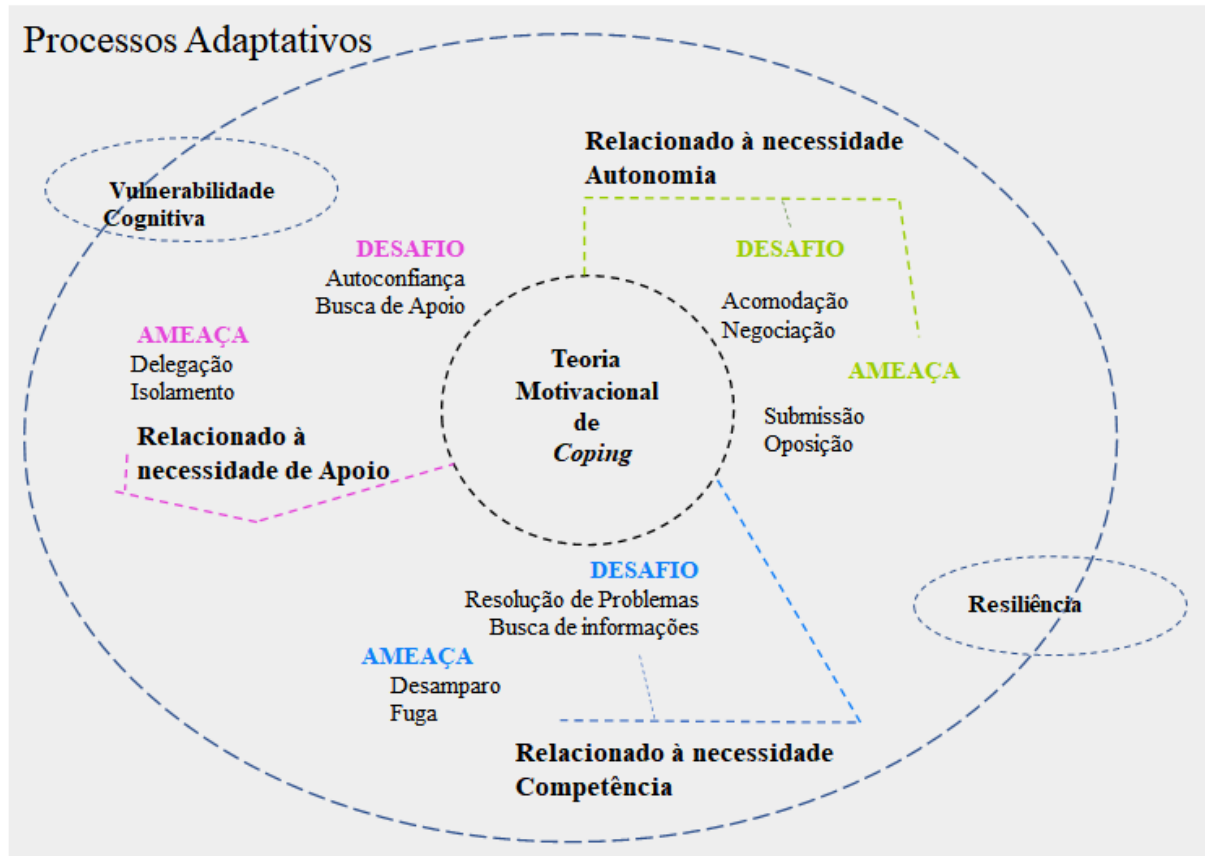 Processos Adaptativos
Vulnerabilidade
Cognitiva
Relacionado à necessidade
Autonomia
DESAFIO
Acomodação
Negociação
AMEAÇA
Submissão
Oposição
DESAFIO
Autoconfiança
Busca de Apoio
AMEAÇA
Delegação
Isolamento
Relacionado à
necessidade de Apoio
Teoria
Motivacional
de
Coping
DESAFIO
Resolução de Problemas
Busca de informações
AMEAÇA
Desamparo
Fuga
Relacionado à necessidade
Competência
Resiliência